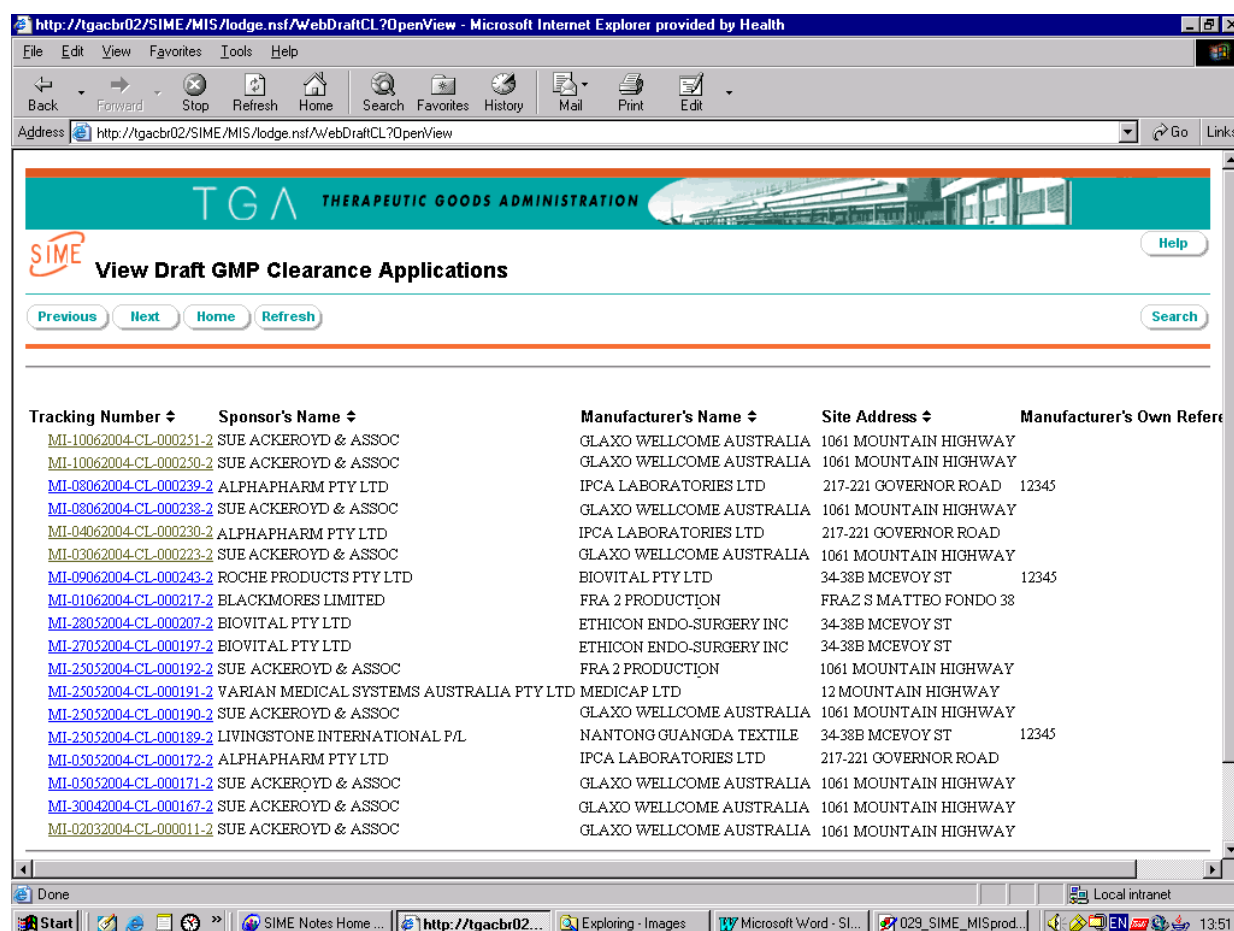 http://tgacbr02/SIME/MIS/lodge.nsf/WebDraftCL?OpenView - Microsoft Internet Explorer provided by Health
File Edit View Favorites Tools Help
Back Forward Stop Refresh Home Search Favorites History Mail Print Edit
Address http://tgacbr02/SIME/MIS/lodge.nsf/WebDraftCL?OpenView Go Links
TGA THERAPEUTIC GOODS ADMINISTRATION
SIME View Draft GMP Clearance Applications Help
Previous Next Home Refresh Search
Tracking Number Sponsor's Name Manufacturer's Name Site Address Manufacturer's Own Refere
MI-10062004-CL-000251-2 SUE ACKEROYD & ASSOC GLAXO WELLCOME AUSTRALIA 1061 MOUNTAIN HIGHWAY
MI-10062004-CL-000250-2 SUE ACKEROYD & ASSOC GLAXO WELLCOME AUSTRALIA 1061 MOUNTAIN HIGHWAY
MI-08062004-CL-000239-2 ALPHAPHARM PTY LTD IPCA LABORATORIES LTD 217-221 GOVERNOR ROAD 12345
MI-08062004-CL-000238-2 SUE ACKEROYD & ASSOC GLAXO WELLCOME AUSTRALIA 1061 MOUNTAIN HIGHWAY
MI-04062004-CL-000230-2 ALPHAPHARM PTY LTD IPCA LABORATORIES LTD 217-221 GOVERNOR ROAD
MI-03062004-CL-000223-2 SUE ACKEROYD & ASSOC GLAXO WELLCOME AUSTRALIA 1061 MOUNTAIN HIGHWAY
MI-09062004-CL-000243-2 ROCHE PRODUCTS PTY LTD BIOVITAL PTY LTD 34-38B MCEVOY ST 12345
MI-01062004-CL-000217-2 BLACKMORES LIMITED FRA 2 PRODUCTION FRAZ S MATTEO FONDO 38
MI-28052004-CL-000207-2 BIOVITAL PTY LTD ETHICON ENDO-SURGERY INC 34-38B MCEVOY ST
MI-27052004-CL-000197-2 BIOVITAL PTY LTD ETHICON ENDO-SURGERY INC 34-38B MCEVOY ST
MI-25052004-CL-000192-2 SUE ACKEROYD & ASSOC FRA 2 PRODUCTION 1061 MOUNTAIN HIGHWAY
MI-25052004-CL-000191-2 VARIAN MEDICAL SYSTEMS AUSTRALIA PTY LTD MEDICAP LTD 12 MOUNTAIN HIGHWAY
MI-25052004-CL-000190-2 SUE ACKEROYD & ASSOC GLAXO WELLCOME AUSTRALIA 1061 MOUNTAIN HIGHWAY
MI-25052004-CL-000189-2 LIVINGSTONE INTERNATIONAL P/L NANTONG GUANGDA TEXTILE 34-38B MCEVOY ST 12345
MI-05052004-CL-000172-2 ALPHAPHARM PTY LTD IPCA LABORATORIES LTD 217-221 GOVERNOR ROAD
MI-05052004-CL-000171-2 SUE ACKEROYD & ASSOC GLAXO WELLCOME AUSTRALIA 1061 MOUNTAIN HIGHWAY
MI-30042004-CL-000167-2 SUE ACKEROYD & ASSOC GLAXO WELLCOME AUSTRALIA 1061 MOUNTAIN HIGHWAY
MI-02032004-CL-000011-2 SUE ACKEROYD & ASSOC GLAXO WELLCOME AUSTRALIA 1061 MOUNTAIN HIGHWAY
Done Local intranet
Start » SIME Notes Home ... http://tgacbr02... Exploring - Images Microsoft Word - SI... 029_SIME_MISprod... EN 13:51